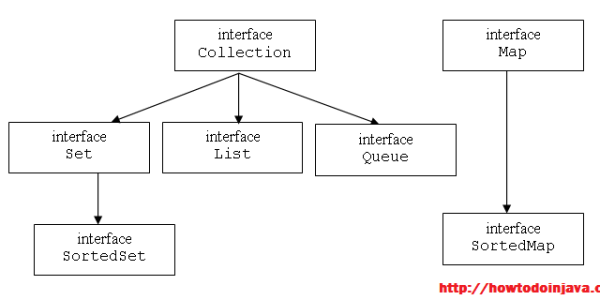 interface
Collection
interface
Map
interface
Set
interface
List
interface
Queue
interface
SortedSet
interface
SortedMap
http://howtodoinjava.c